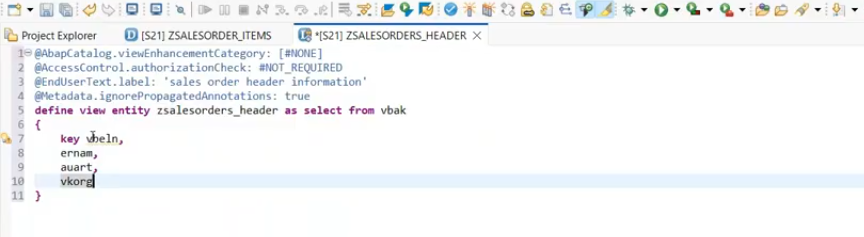 Project Explorer
[S21] ZSALESORDER_ITEMS
*[S21] ZSALESORDERS_HEADER
1 @AbapCatalog.viewEnhancementCategory: [#NONE]
2 @AccessControl.authorizationCheck: #NOT_REQUIRED
3 @EndUserText.label: 'sales order header information'
4 @Metadata.ignorePropagatedAnnotations: true
5 define view entity zsalesorders_header as select from vbak
6 {
7 key vbeln,
8 ernam,
9 auart,
10 vkorg
11 }